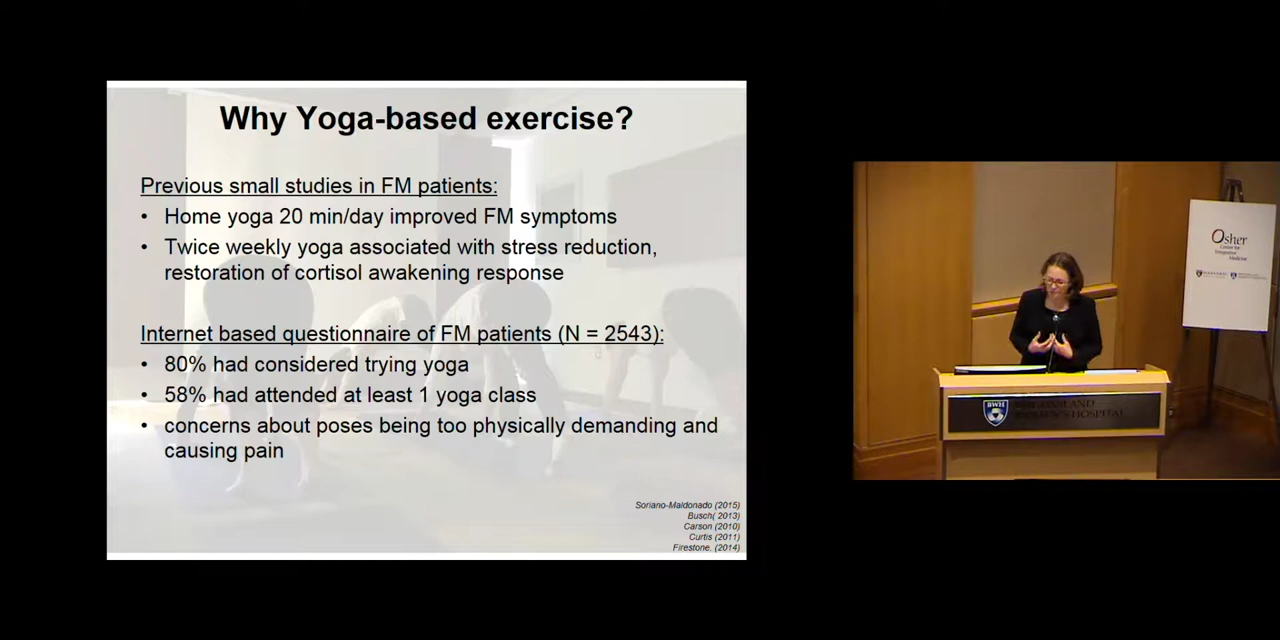 Why Yoga-based exercise?
Previous small studies in FM patients:
• Home yoga 20 min/day improved FM symptoms
• Twice weekly yoga associated with stress reduction,
restoration of cortisol awakening response
Internet based questionnaire of FM patients (N = 2543):
• 80% had considered trying yoga
• 58% had attended at least 1 yoga class
• concerns about poses being too physically demanding and
causing pain
Soriano-Maldonado (2015)
Busch( 2013)
Carson (2010)
Curtis (2011)
Firestone. (2014)
Osher
Center for
Integrative
Medicine
BWH
HOSPITAL